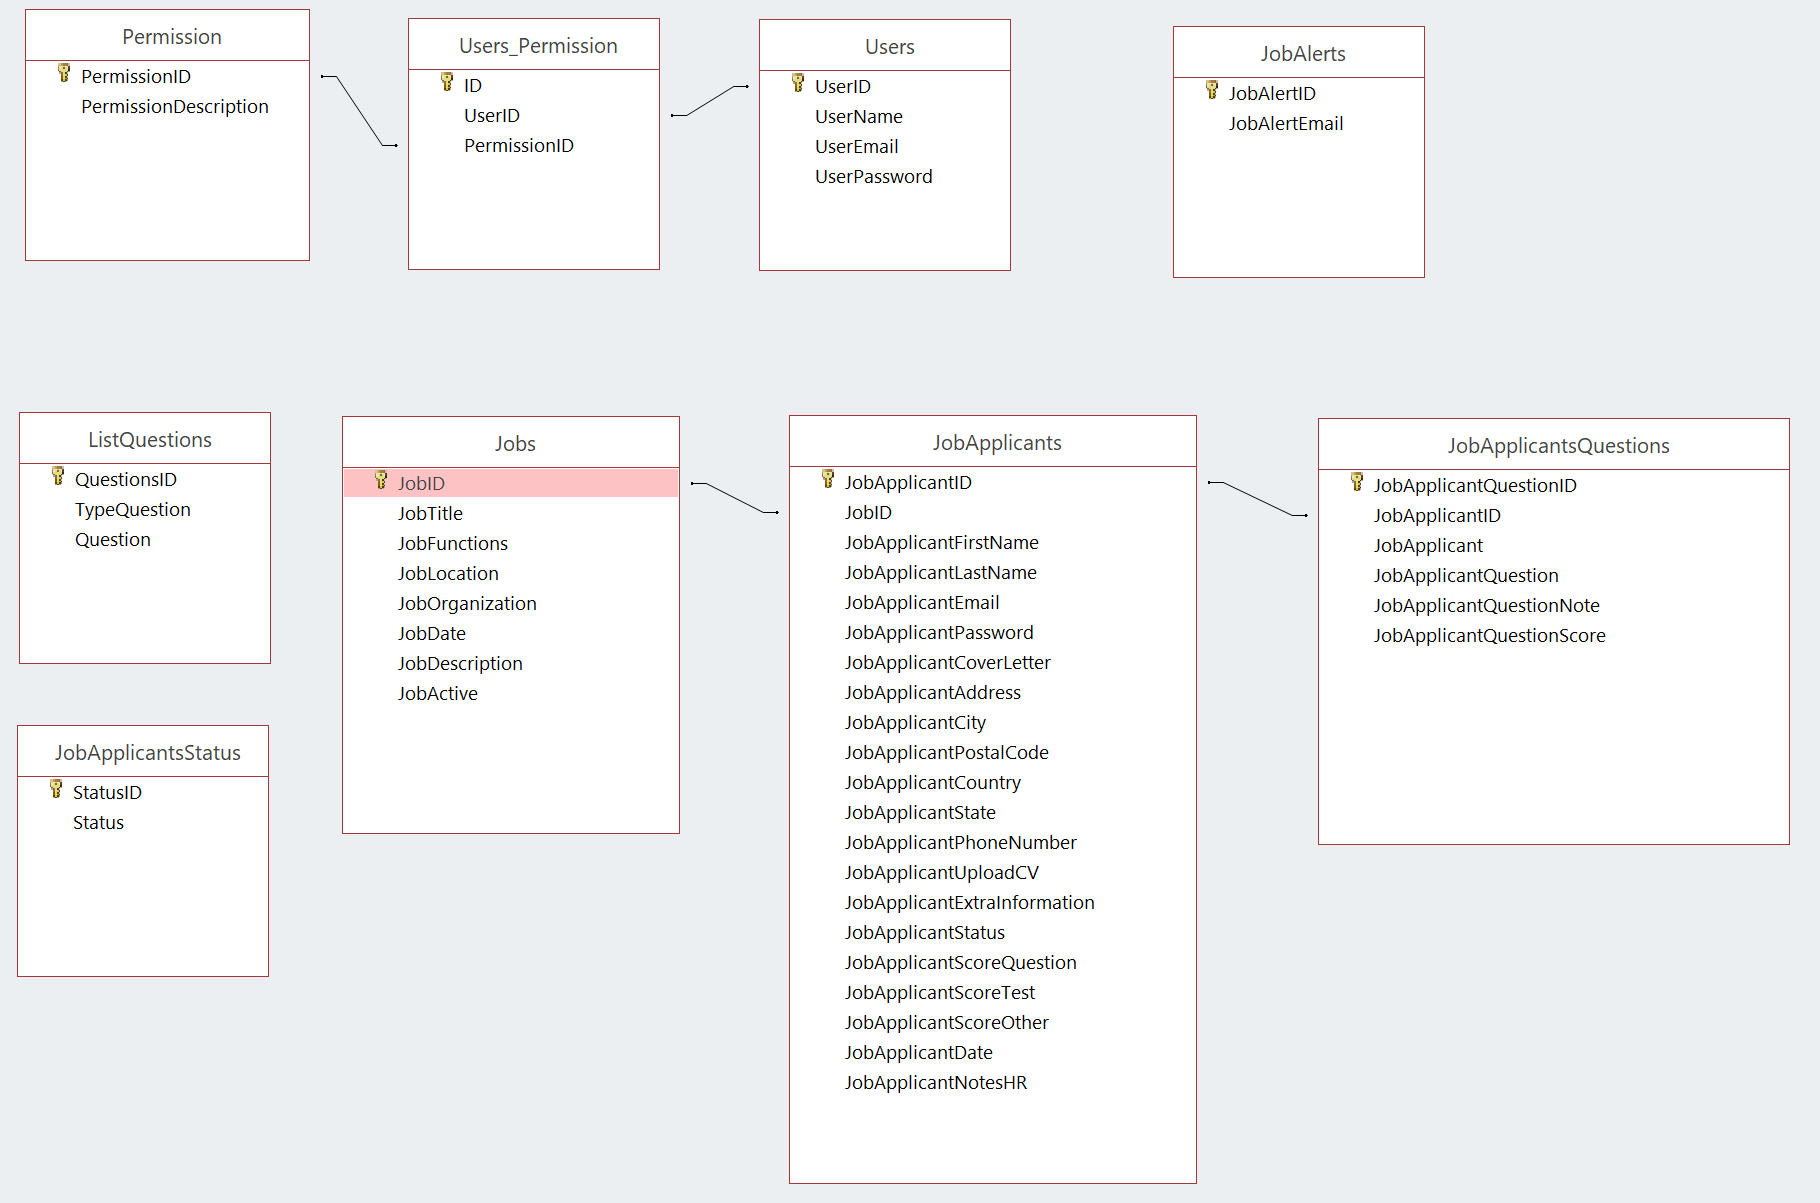 Permission
PermissionID
PermissionDescription
Users_Permission
ID
UserID
PermissionID
Users
UserID
UserName
UserEmail
UserPassword
JobAlerts
JobAlertID
JobAlertEmail
ListQuestions
QuestionsID
TypeQuestion
Question
JobApplicantsStatus
StatusID
Status
Jobs
JobID
JobTitle
JobFunctions
JobLocation
JobOrganization
JobDate
JobDescription
JobActive
JobApplicants
JobApplicantID
JobID
JobApplicantFirstName
JobApplicantLastName
JobApplicantEmail
JobApplicantPassword
JobApplicantCoverLetter
JobApplicantAddress
JobApplicantCity
JobApplicantPostalCode
JobApplicantCountry
JobApplicantState
JobApplicantPhoneNumber
JobApplicantUploadCV
JobApplicantExtraInformation
JobApplicantStatus
JobApplicantScoreQuestion
JobApplicantScoreTest
JobApplicantScoreOther
JobApplicantDate
JobApplicantNotesHR
JobApplicantsQuestions
JobApplicantQuestionID
JobApplicantID
JobApplicant
JobApplicantQuestion
JobApplicantQuestionNote
JobApplicantQuestionScore